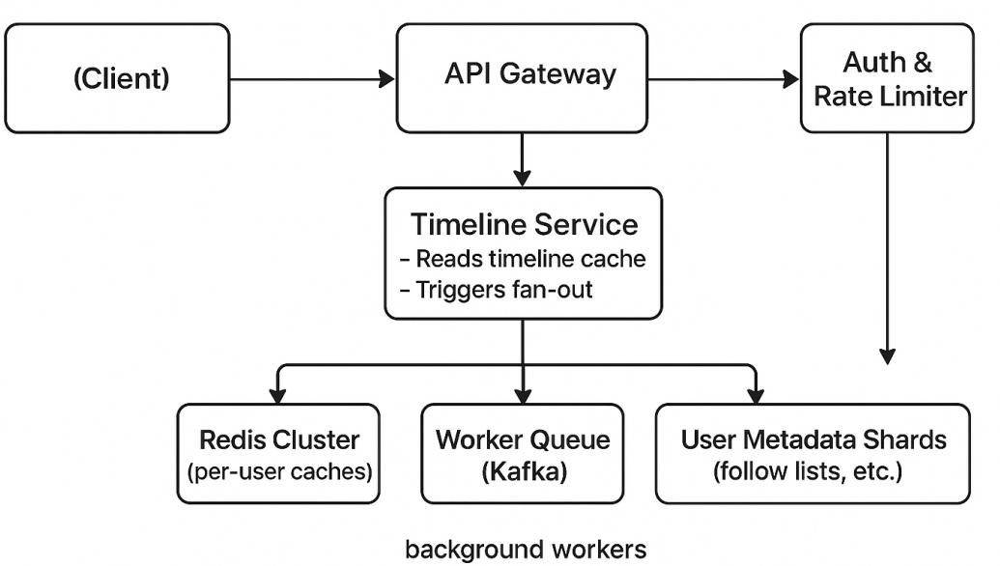 (Client)
API Gateway
Auth &
Rate Limiter
Timeline Service
- Reads timeline cache
- Triggers fan-out
Redis Cluster
(per-user caches)
Worker Queue
(Kafka)
User Metadata Shards
(follow lists, etc.)
background workers